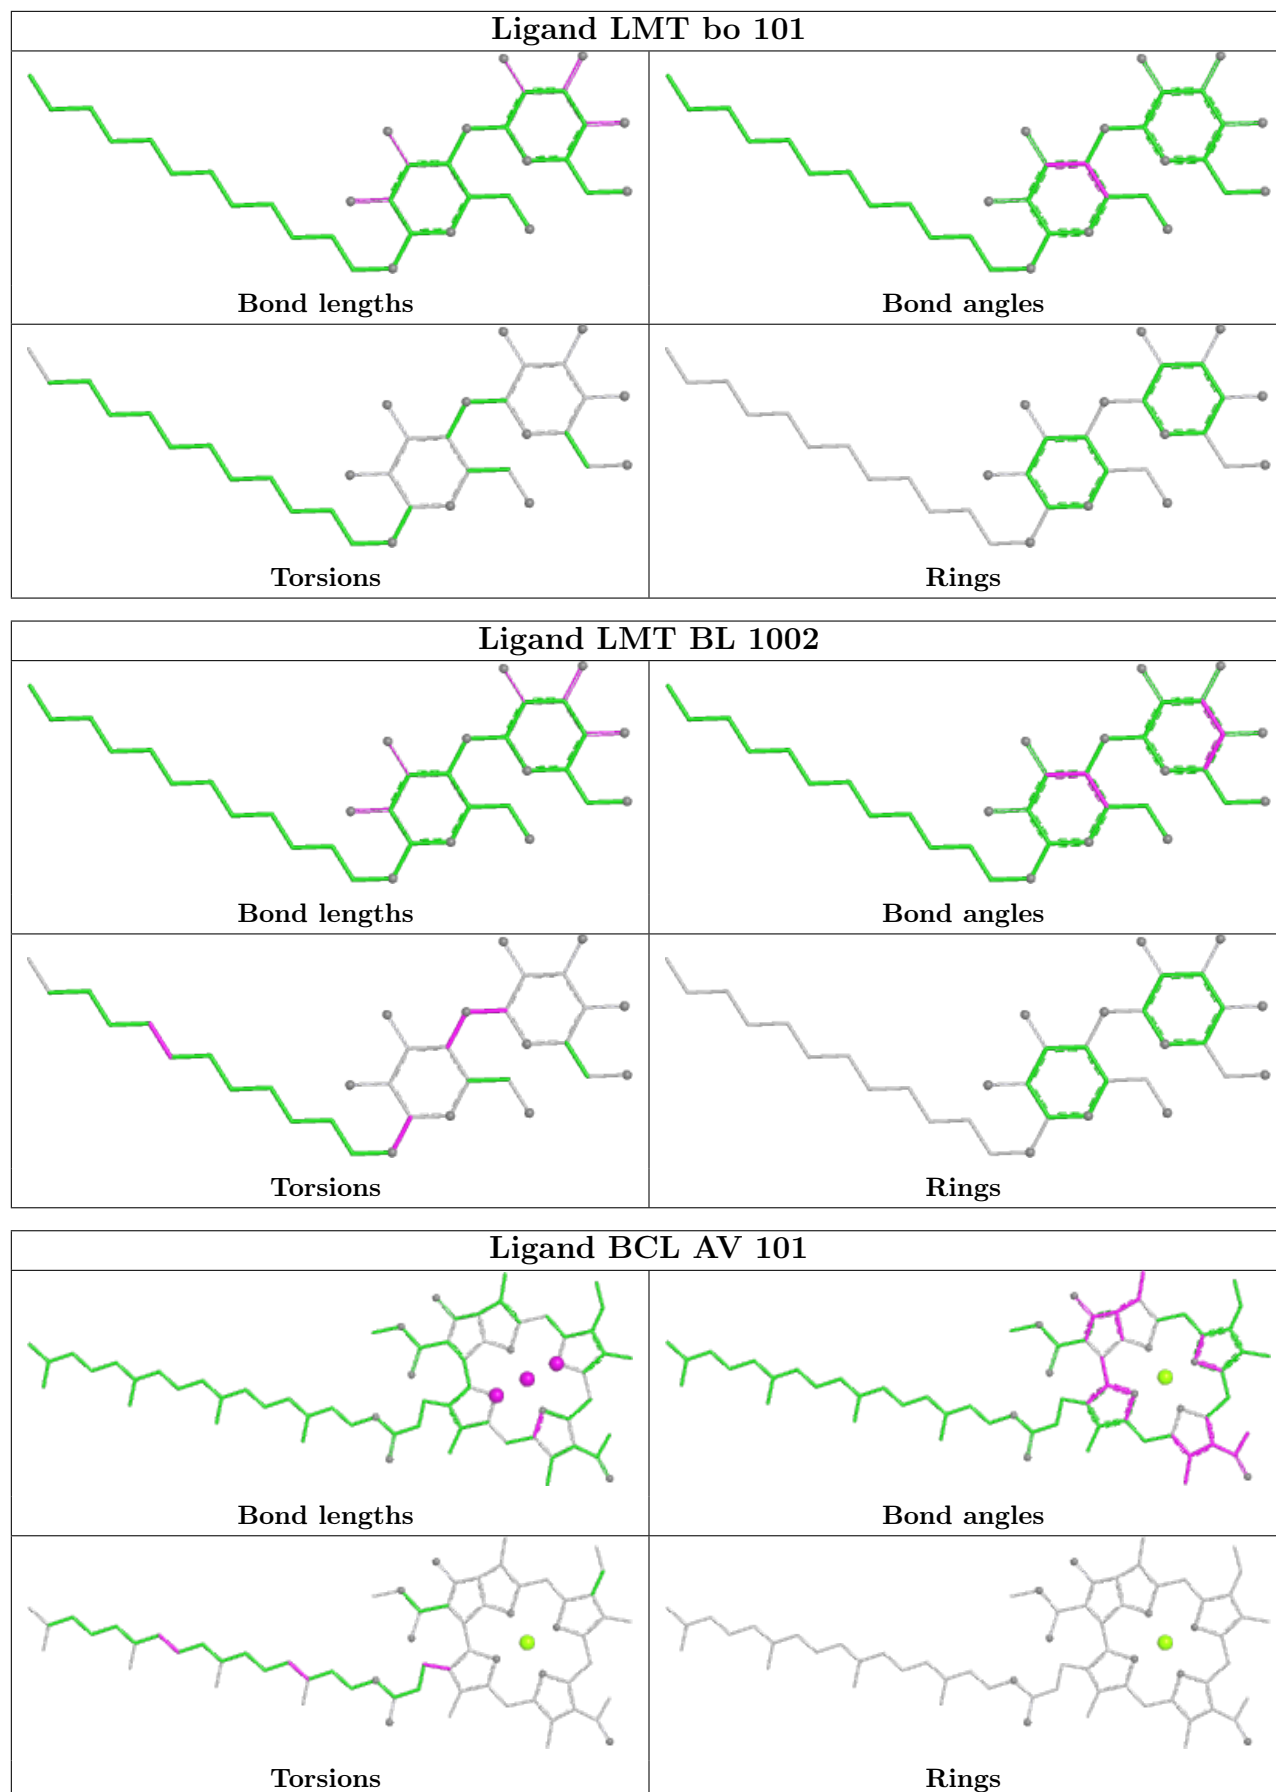 Ligand LMT bo 101
Bond lengths
Bond angles
Torsions
Rings
Ligand LMT BL 1002
Bond lengths
Bond angles
Torsions
Rings
Ligand BCL AV 101
Bond lengths
Bond angles
Torsions
Rings